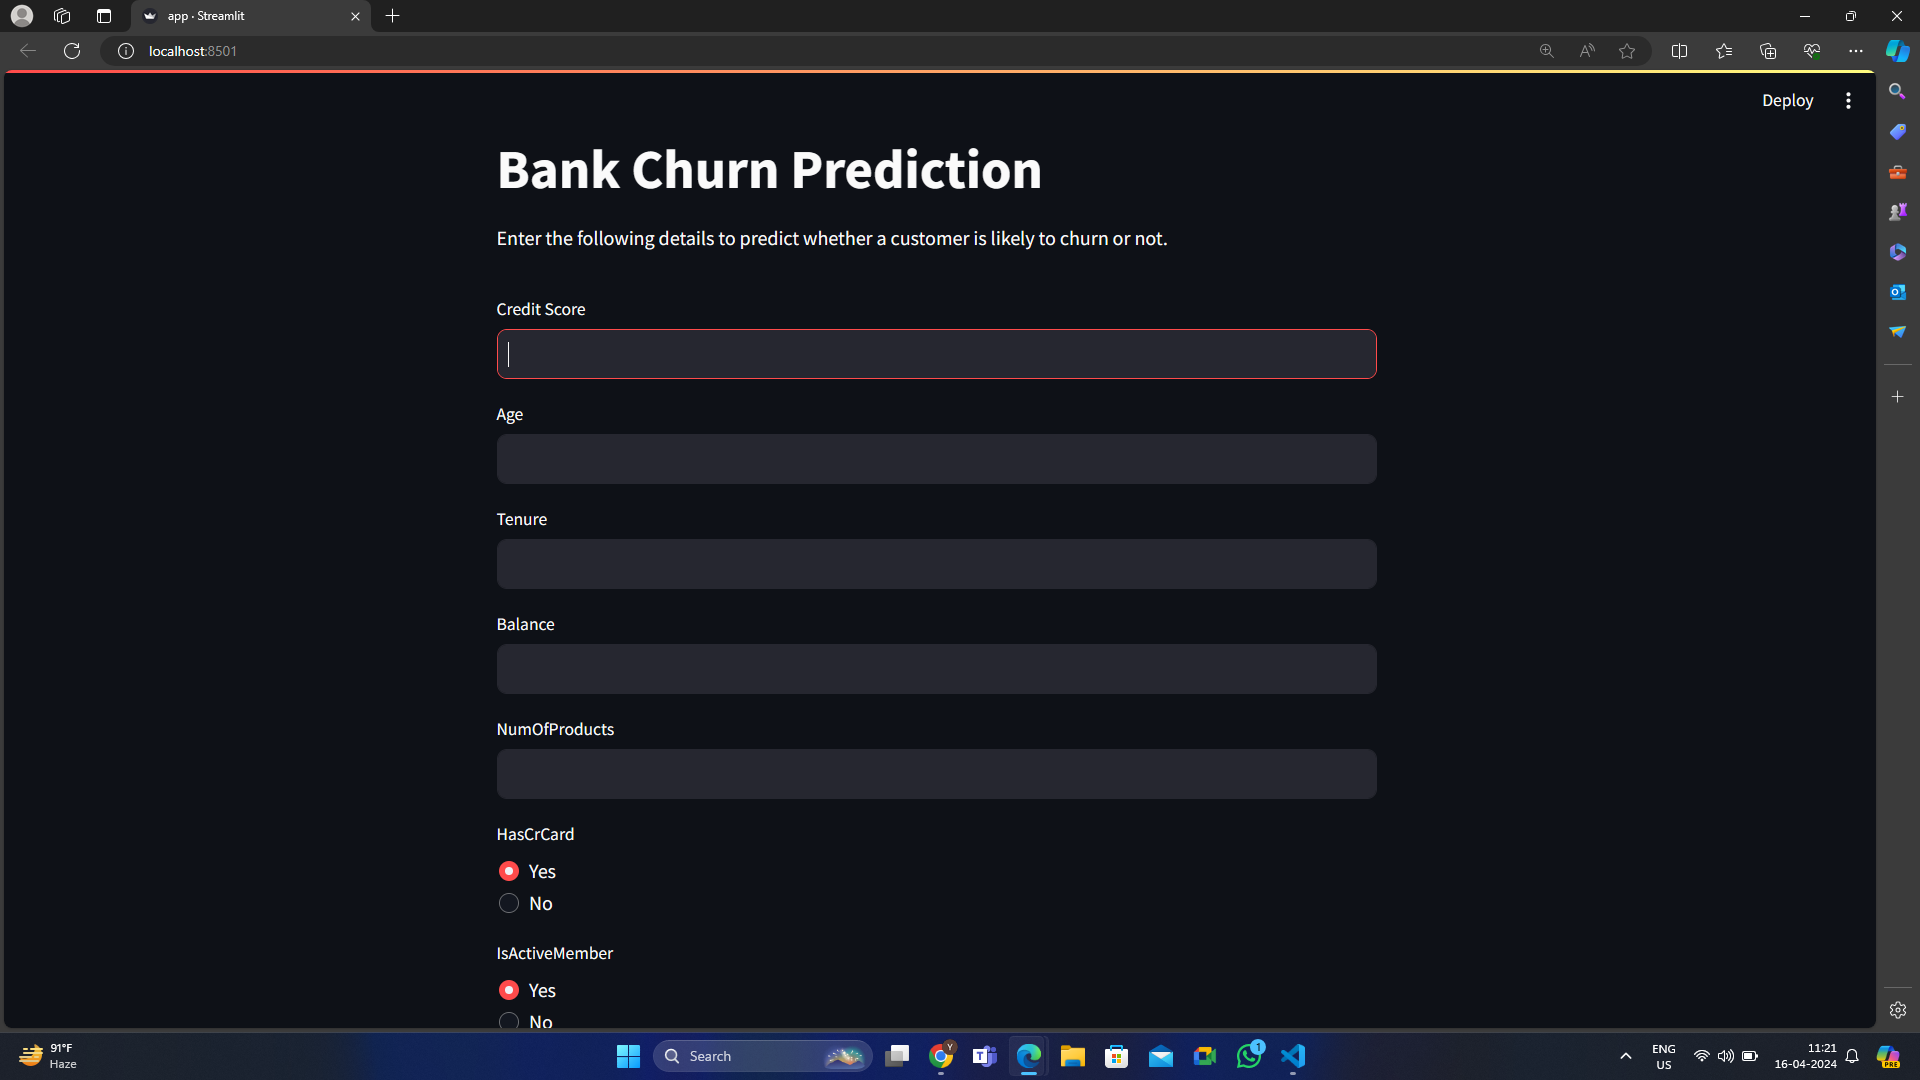 app · Streamlit
localhost:8501
Deploy
Bank Churn Prediction
Enter the following details to predict whether a customer is likely to churn or not.
Credit Score
Age
Tenure
Balance
NumOfProducts
HasCrCard
Yes
No
IsActiveMember
Yes
No
91°F
Haze
Search
Y
1
ENG
US
11:21
16-04-2024
PRE